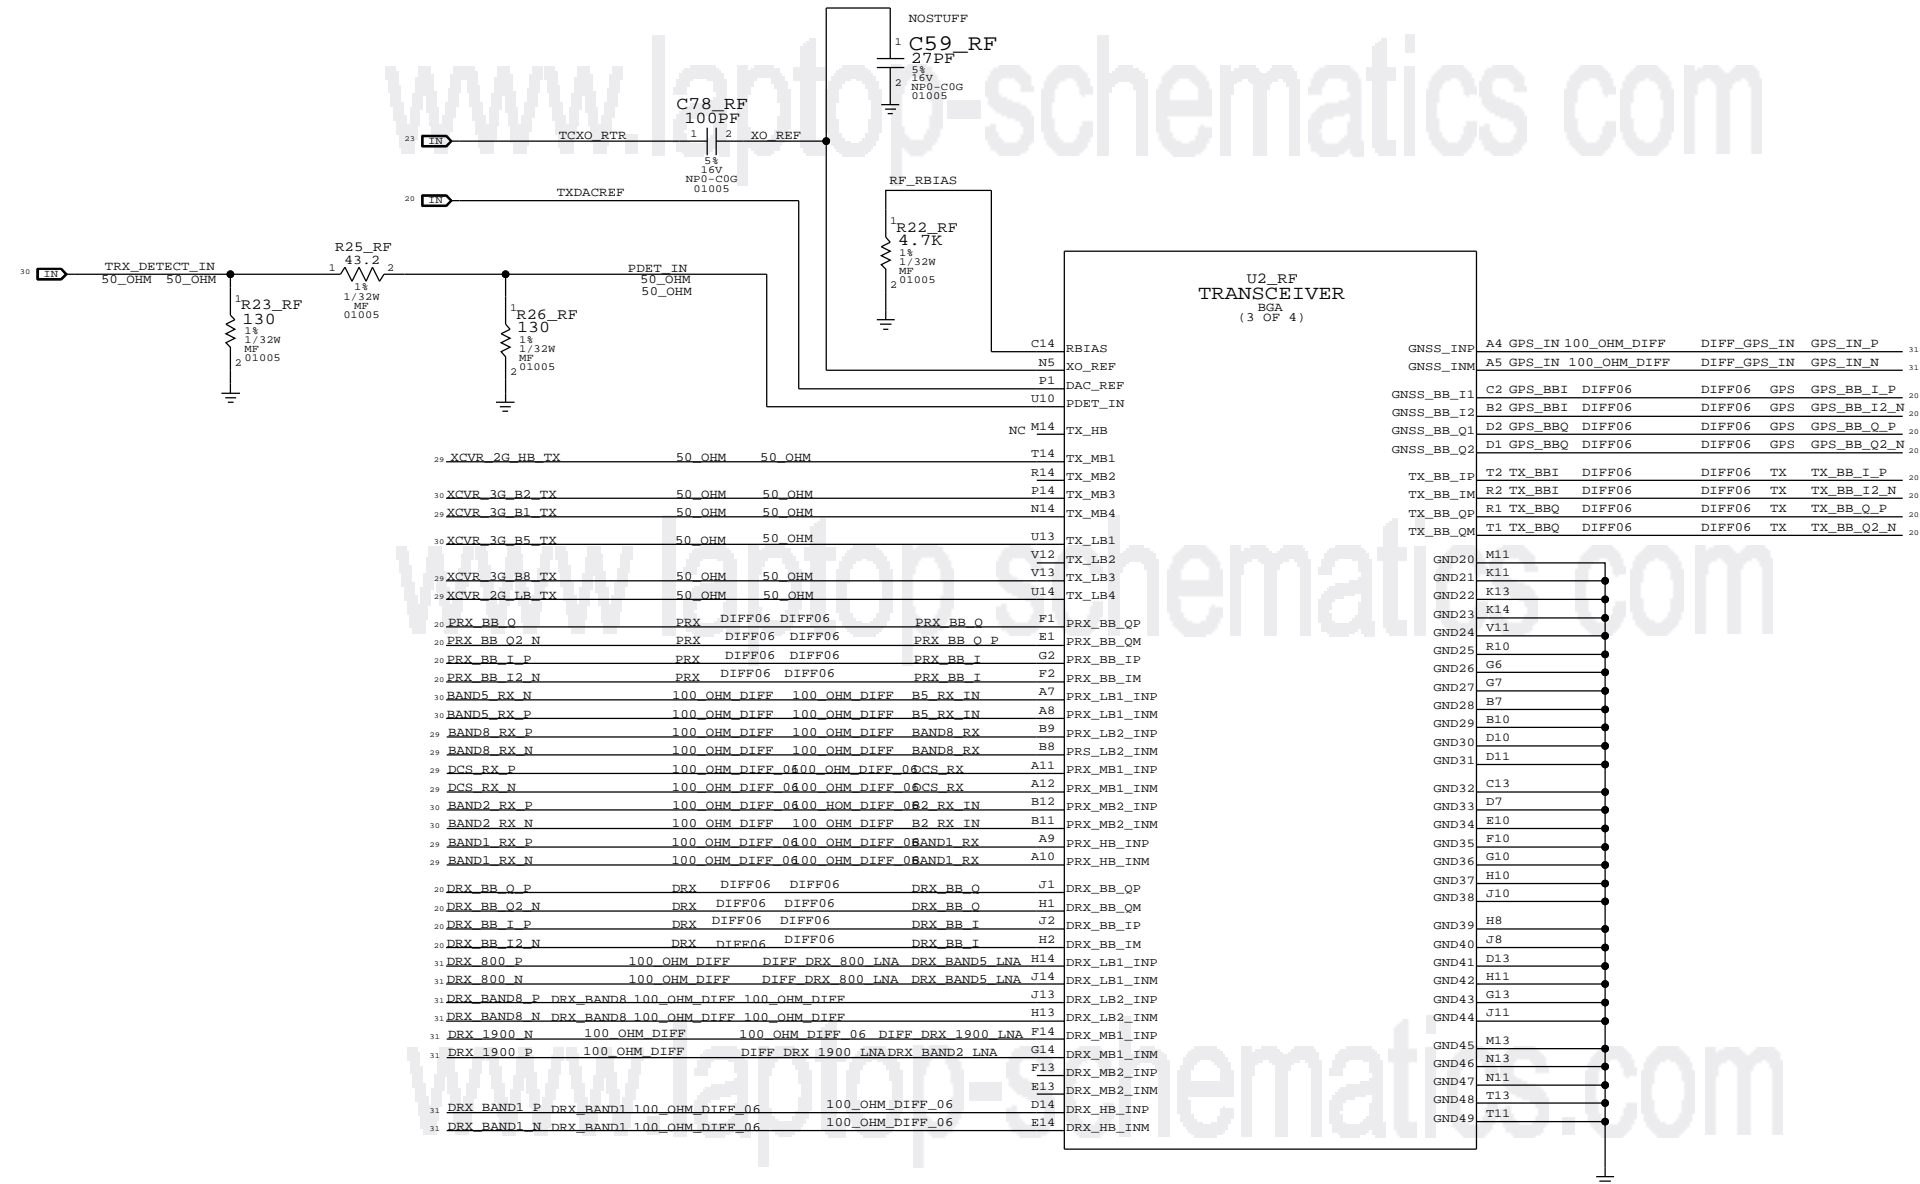 www.laptop-schematics com
NOSTUFF
1
C59_RF
27PF
5%
16V
NP0-C0G
01005
2
C78_RF
100PF
23 IN TCXO_RTR 1 2 XO_REF
5%
16V
NP0-C0G
01005
20 IN TXDACREF
RF_RBIAS
1
R22_RF
4.7K
1%
1/32W
MF
01005
2
R25_RF
43.2
30 IN TRX_DETECT_IN 1 2 PDET_IN
50_OHM 50_OHM
50_OHM
50_OHM
1%
1/32W
MF
01005
1
R23_RF
130
1%
1/32W
MF
01005
2
1
R26_RF
130
1%
1/32W
MF
01005
2
U2_RF
TRANSCEIVER
BGA
(3 OF 4)
C14 RBIAS
N5 XO_REF
P1 DAC_REF
U10 PDET_IN
NC M14 TX_HB
29 XCVR_2G_HB_TX 50_OHM 50_OHM T14 TX_MB1
R14 TX_MB2
30 XCVR_3G_B2_TX 50_OHM 50_OHM P14 TX_MB3
29 XCVR_3G_B1_TX 50_OHM 50_OHM N14 TX_MB4
30 XCVR_3G_B5_TX 50_OHM 50_OHM U13 TX_LB1
V12 TX_LB2
29 XCVR_3G_B8_TX 50_OHM 50_OHM V13 TX_LB3
29 XCVR_2G_LB_TX 50_OHM 50_OHM U14 TX_LB4
20 PRX_BB_Q PRX DIFF06 DIFF06 PRX_BB_Q F1 PRX_BB_QP
20 PRX_BB_Q2_N PRX DIFF06 DIFF06 PRX_BB_Q_P E1 PRX_BB_QM
20 PRX_BB_I_P PRX DIFF06 DIFF06 PRX_BB_I G2 PRX_BB_IP
20 PRX_BB_I2_N PRX DIFF06 DIFF06 PRX_BB_I F2 PRX_BB_IM
30 BAND5_RX_N 100_OHM_DIFF 100_OHM_DIFF B5_RX_IN A7 PRX_LB1_INP
30 BAND5_RX_P 100_OHM_DIFF 100_OHM_DIFF B5_RX_IN A8 PRX_LB1_INM
29 BAND8_RX_P 100_OHM_DIFF 100_OHM_DIFF BAND8_RX B9 PRX_LB2_INP
29 BAND8_RX_N 100_OHM_DIFF 100_OHM_DIFF BAND8_RX B8 PRS_LB2_INM
29 DCS_RX_P 100_OHM_DIFF_06 100_OHM_DIFF_06 DCS_RX A11 PRX_MB1_INP
29 DCS_RX_N 100_OHM_DIFF_06 100_OHM_DIFF_06 DCS_RX A12 PRX_MB1_INM
30 BAND2_RX_P 100_OHM_DIFF_06 100_HOM_DIFF_06 B2_RX_IN B12 PRX_MB2_INP
30 BAND2_RX_N 100_OHM_DIFF 100_OHM_DIFF B2_RX_IN B11 PRX_MB2_INM
29 BAND1_RX_P 100_OHM_DIFF_06 100_OHM_DIFF_06 BAND1_RX A9 PRX_HB_INP
29 BAND1_RX_N 100_OHM_DIFF_06 100_OHM_DIFF_06 BAND1_RX A10 PRX_HB_INM
20 DRX_BB_Q_P DRX DIFF06 DIFF06 DRX_BB_Q J1 DRX_BB_QP
20 DRX_BB_Q2_N DRX DIFF06 DIFF06 DRX_BB_Q H1 DRX_BB_QM
20 DRX_BB_I_P DRX DIFF06 DIFF06 DRX_BB_I J2 DRX_BB_IP
20 DRX_BB_I2_N DRX DIFF06 DIFF06 DRX_BB_I H2 DRX_BB_IM
31 DRX_800_P 100_OHM_DIFF DIFF_DRX_800_LNA DRX_BAND5_LNA H14 DRX_LB1_INP
31 DRX_800_N 100_OHM_DIFF DIFF_DRX_800_LNA DRX_BAND5_LNA J14 DRX_LB1_INM
31 DRX_BAND8_P DRX_BAND8 100_OHM_DIFF 100_OHM_DIFF J13 DRX_LB2_INP
31 DRX_BAND8_N DRX_BAND8 100_OHM_DIFF 100_OHM_DIFF H13 DRX_LB2_INM
31 DRX_1900_N 100_OHM_DIFF 100_OHM_DIFF_06 DIFF_DRX_1900_LNA F14 DRX_MB1_INP
31 DRX_1900_P 100_OHM_DIFF DIFF_DRX_1900_LNA DRX_BAND2_LNA G14 DRX_MB1_INM
F13 DRX_MB2_INP
E13 DRX_MB2_INM
31 DRX_BAND1_P DRX_BAND1 100_OHM_DIFF_06 100_OHM_DIFF_06 D14 DRX_HB_INP
31 DRX_BAND1_N DRX_BAND1 100_OHM_DIFF_06 100_OHM_DIFF_06 E14 DRX_HB_INM
GNSS_INP A4 GPS_IN 100_OHM_DIFF DIFF_GPS_IN GPS_IN_P 31
GNSS_INM A5 GPS_IN 100_OHM_DIFF DIFF_GPS_IN GPS_IN_N 31
GNSS_BB_I1 C2 GPS_BBI DIFF06 DIFF06 GPS GPS_BB_I_P 20
GNSS_BB_I2 B2 GPS_BBI DIFF06 DIFF06 GPS GPS_BB_I2_N 20
GNSS_BB_Q1 D2 GPS_BBQ DIFF06 DIFF06 GPS GPS_BB_Q_P 20
GNSS_BB_Q2 D1 GPS_BBQ DIFF06 DIFF06 GPS GPS_BB_Q2_N 20
TX_BB_IP T2 TX_BBI DIFF06 DIFF06 TX TX_BB_I_P 20
TX_BB_IM R2 TX_BBI DIFF06 DIFF06 TX TX_BB_I2_N 20
TX_BB_QP R1 TX_BBQ DIFF06 DIFF06 TX TX_BB_Q_P 20
TX_BB_QM T1 TX_BBQ DIFF06 DIFF06 TX TX_BB_Q2_N 20
GND20 M11
GND21 K11
GND22 K13
GND23 K14
GND24 V11
GND25 R10
GND26 G6
GND27 G7
GND28 B7
GND29 B10
GND30 D10
GND31 D11
GND32 C13
GND33 D7
GND34 E10
GND35 F10
GND36 G10
GND37 H10
GND38 J10
GND39 H8
GND40 J8
GND41 D13
GND42 H11
GND43 G13
GND44 J11
GND45 M13
GND46 N13
GND47 N11
GND48 T13
GND49 T11
www.laptop-schematics.com
www.laptop-schematics.com